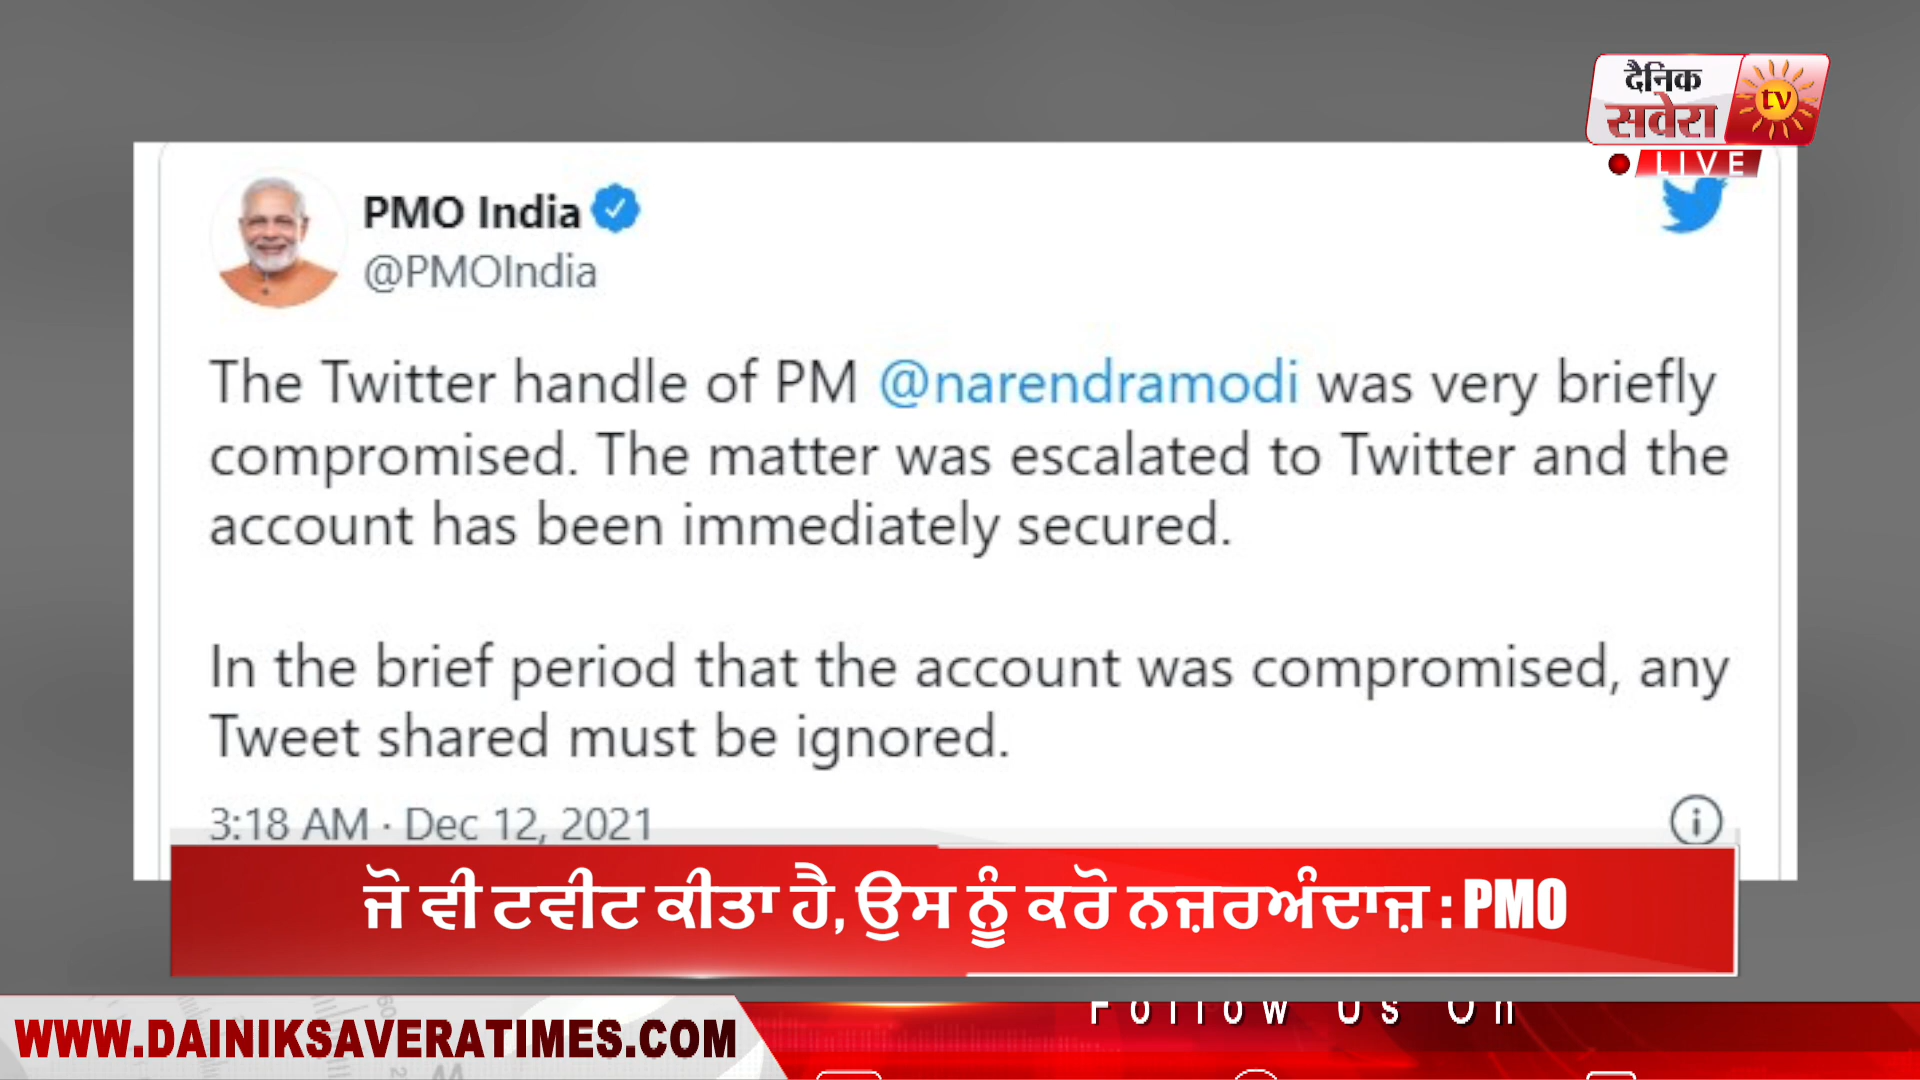 दैनिक
सवेरा
tv
LIVE
PMO India
@PMOIndia
The Twitter handle of PM @narendramodi was very briefly
compromised. The matter was escalated to Twitter and the
account has been immediately secured.
In the brief period that the account was compromised, any
Tweet shared must be ignored.
3:18 AM · Dec 12, 2021
ਜੋ ਵੀ ਟਵੀਟ ਕੀਤਾ ਹੈ, ਉਸ ਨੂੰ ਕਰੋ ਨਜ਼ਰਅੰਦਾਜ਼ : PMO
WWW.DAINIKSAVERATIMES.COM
Follow Us On